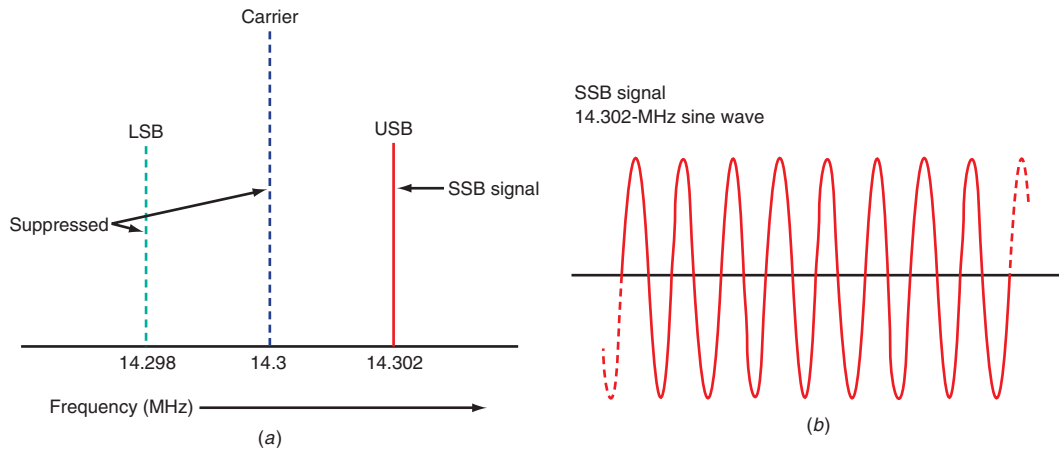 Carrier
LSB
USB
SSB signal
Suppressed
14.298
14.3
14.302
Frequency (MHz)
(a)
SSB signal
14.302-MHz sine wave
(b)